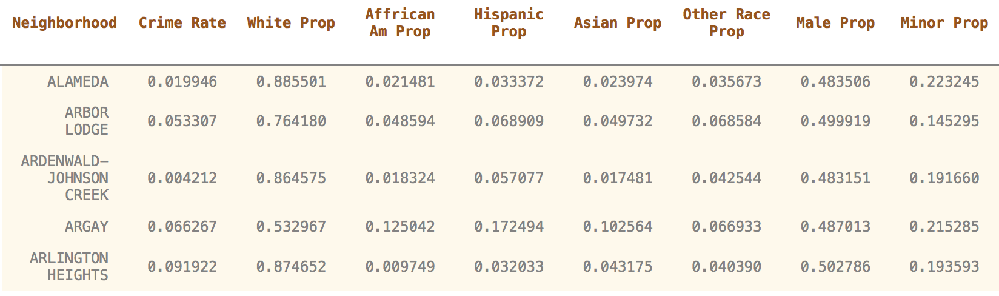 Neighborhood Crime Rate White Prop Affrican Am Prop Hispanic Prop Asian Prop Other Race Prop Male Prop Minor Prop
ALAMEDA 0.019946 0.885501 0.021481 0.033372 0.023974 0.035673 0.483506 0.223245
ARBOR LODGE 0.053307 0.764180 0.048594 0.068909 0.049732 0.068584 0.499919 0.145295
ARDENWALD-JOHNSON CREEK 0.004212 0.864575 0.018324 0.057077 0.017481 0.042544 0.483151 0.191660
ARGAY 0.066267 0.532967 0.125042 0.172494 0.102564 0.066933 0.487013 0.215285
ARLINGTON HEIGHTS 0.091922 0.874652 0.009749 0.032033 0.043175 0.040390 0.502786 0.193593